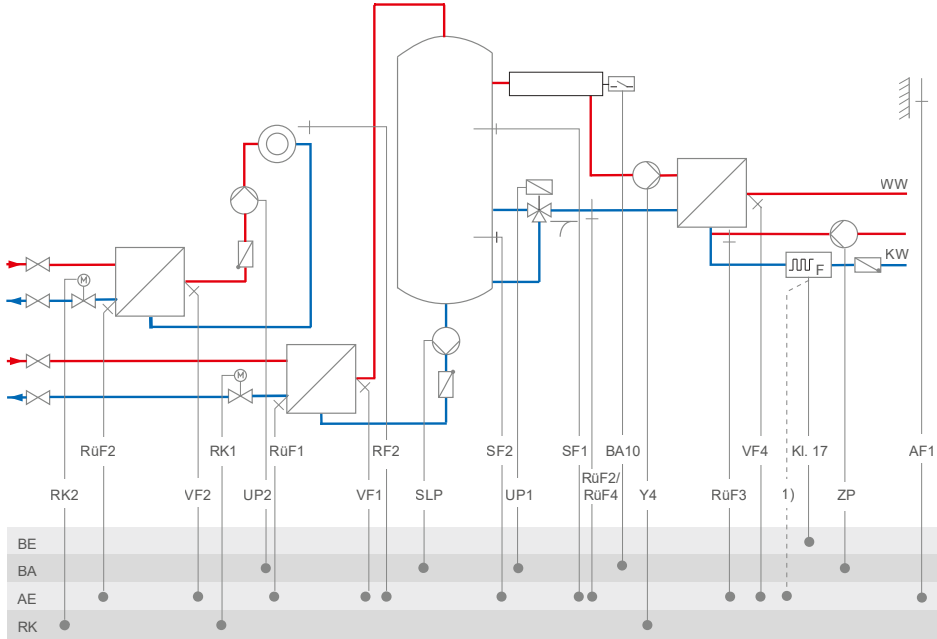 M
M
WW
KW
F
RüF2
RK1
RüF1
RF2
SF2
SF1
BA10
VF4
Kl. 17
AF1
RüF2/
RüF4
RK2
VF2
UP2
VF1
SLP
UP1
Y4
RüF3
1)
ZP
BE
BA
AE
RK